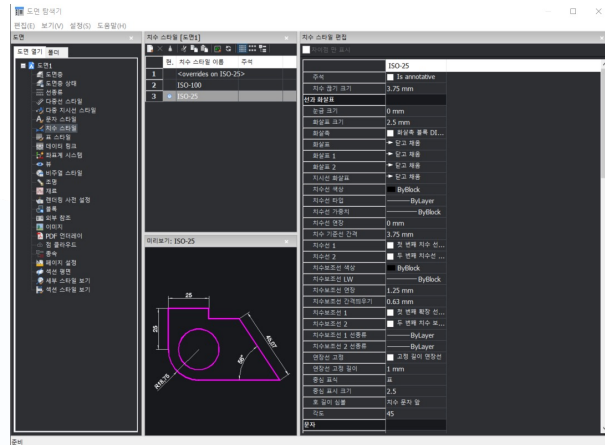 도면 탐색기
편집(E) 보기(V) 설정(S) 도움말(H)
도면
도면 열기 폴더
도면1
도면층
도면층 상태
선종류
다중선 스타일
다중 지시선 스타일
문자 스타일
치수 스타일
표 스타일
데이터 링크
좌표계 시스템
뷰
비주얼 스타일
조명
재료
렌더링 사전 설정
블록
외부 참조
이미지
PDF 언더레이
점 클라우드
종속
페이지 설정
섹션 평면
세부 스타일 보기
섹션 스타일 보기
준비
치수 스타일 [도면1]
현. 치수 스타일 이름 주석
1 <overrides on ISO-25>
2 ISO-100
3 ISO-25
미리보기: ISO-25
25
25
45,07
56°
R18,75
치수 스타일 편집
ISO-25
주석 Is annotative
치수 끊기 크기 3.75 mm
선과 화살표
눈금 크기 0 mm
화살표 크기 2.5 mm
화살촉 화살촉 블록 DI...
화살표 닫고 채움
화살표 1 닫고 채움
화살표 2 닫고 채움
지시선 화살표 닫고 채움
치수선 색상 ByBlock
치수선 타입 ByLayer
치수선 가중치 ByBlock
치수선 연장 0 mm
치수 기준선 간격 3.75 mm
치수선 1 첫 번째 치수 선...
치수선 2 두 번째 치수선 ...
치수보조선 색상 ByBlock
치수보조선 LW ByBlock
치수보조선 연장 1.25 mm
치수보조선 간격띄우기 0.63 mm
치수보조선 1 첫 번째 확장 선...
치수보조선 2 두 번째 치수 보...
치수보조선 1 선종류 ByLayer
치수보조선 2 선종류 ByLayer
연장선 고정 고정 길이 연장선
연장선 고정 길이 1 mm
중심 표식 표
중심 표시 크기 2.5
호 길이 심볼 치수 문자 앞
각도 45
문자